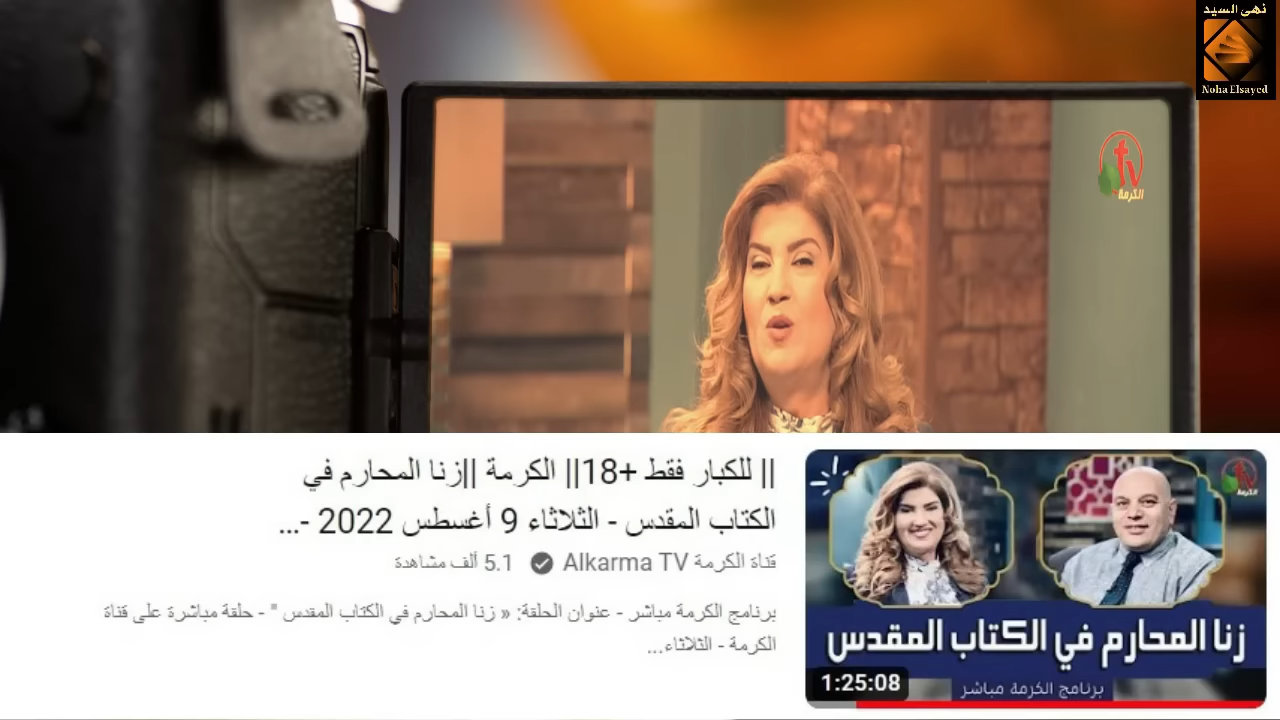 نهى السيد
Noha Elsayed
tv
الكرمة
|| للكبار فقط +18|| الكرمة ||زنا المحارم في
الكتاب المقدس - الثلاثاء 9 أغسطس 2022 -...
قناة الكرمة Alkarma TV 5.1 ألف مشاهدة
برنامج الكرمة مباشر - عنوان الحلقة: « زنا المحارم في الكتاب المقدس " - حلقة مباشرة على قناة
الكرمة - الثلاثاء...
الكرمة
زنا المحارم في الكتاب المقدس
برنامج الكرمة مباشر
1:25:08